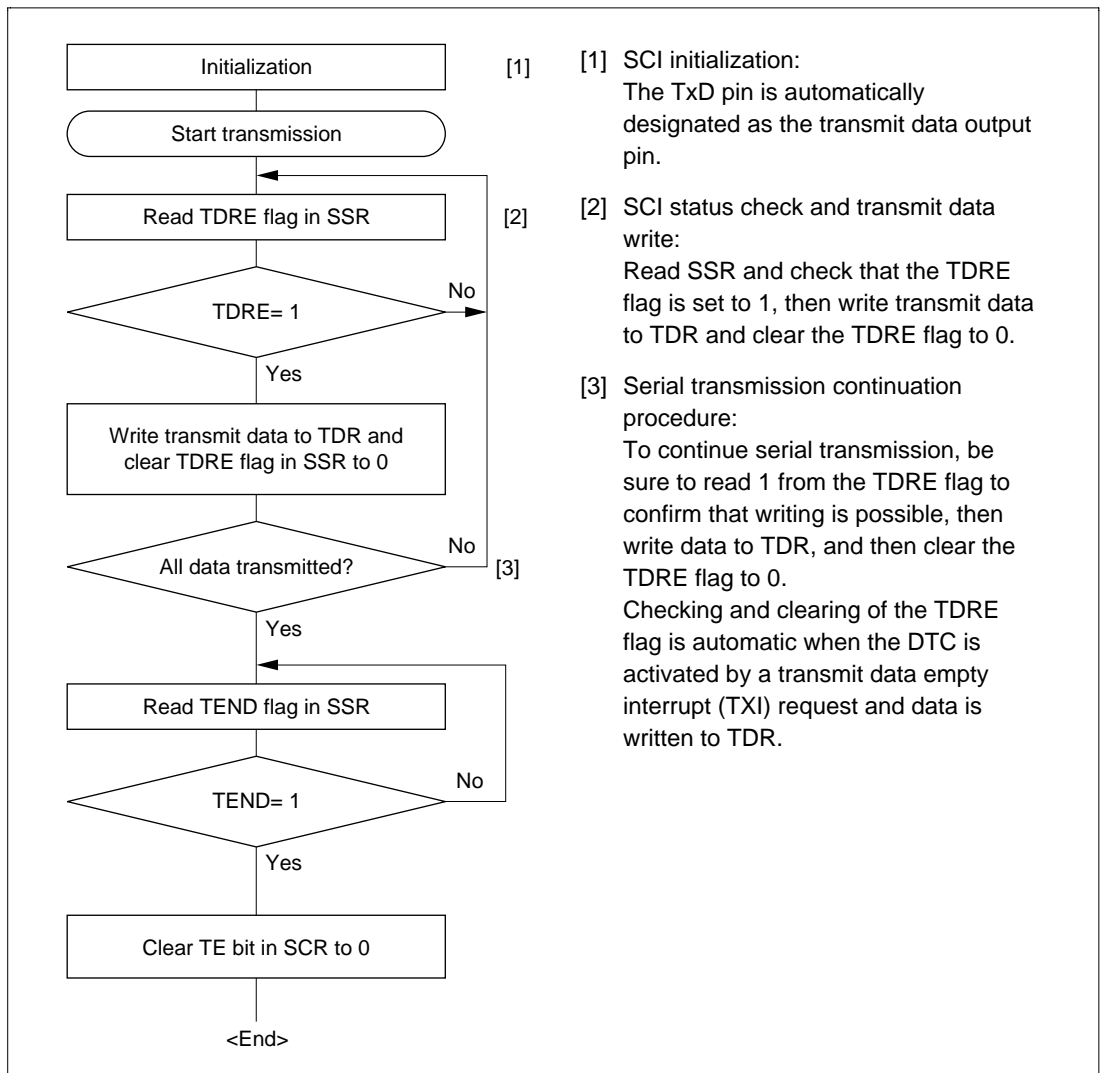 Initialization
[1]
Start transmission
Read TDRE flag in SSR
[2]
TDRE= 1
No
Yes
Write transmit data to TDR and
clear TDRE flag in SSR to 0
All data transmitted?
No
[3]
Yes
Read TEND flag in SSR
TEND= 1
No
Yes
Clear TE bit in SCR to 0
<End>
[1] SCI initialization:
The TxD pin is automatically
designated as the transmit data output
pin.
[2] SCI status check and transmit data
write:
Read SSR and check that the TDRE
flag is set to 1, then write transmit data
to TDR and clear the TDRE flag to 0.
[3] Serial transmission continuation
procedure:
To continue serial transmission, be
sure to read 1 from the TDRE flag to
confirm that writing is possible, then
write data to TDR, and then clear the
TDRE flag to 0.
Checking and clearing of the TDRE
flag is automatic when the DTC is
activated by a transmit data empty
interrupt (TXI) request and data is
written to TDR.